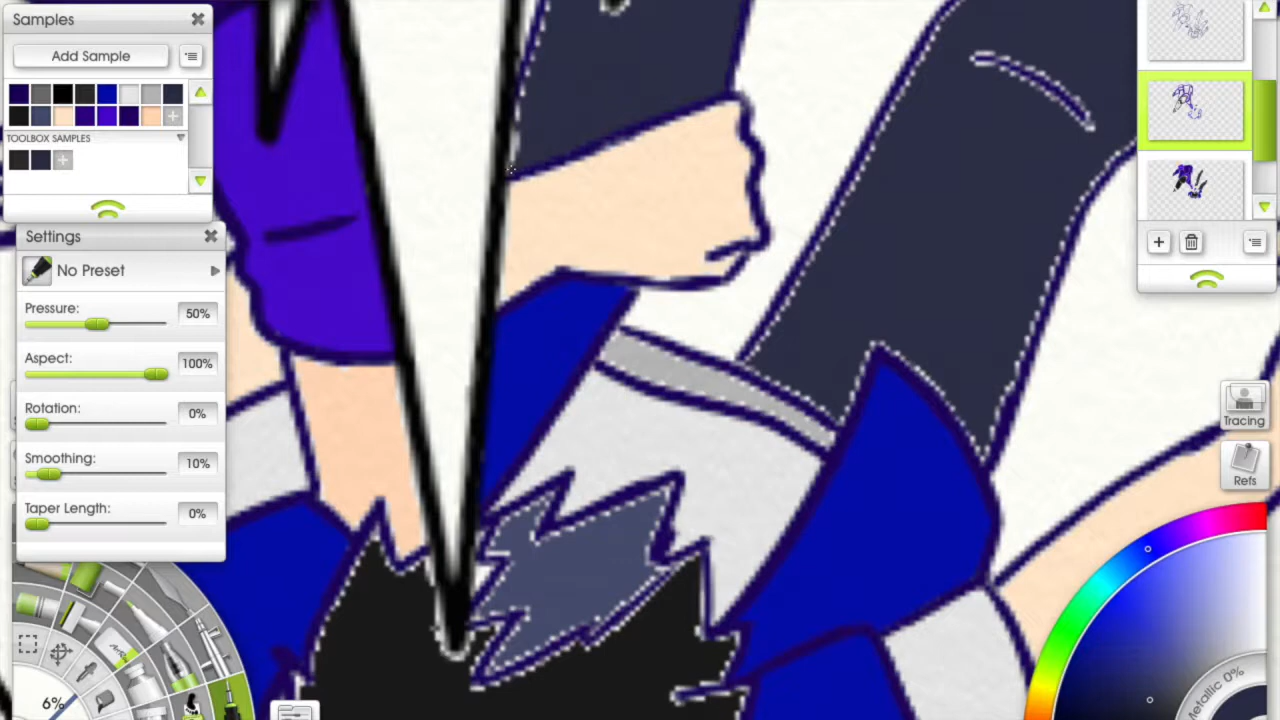 Samples
Add Sample
TOOLBOX SAMPLES
Settings
No Preset
Pressure:
50%
Aspect:
100%
Rotation:
0%
Smoothing:
10%
Taper Length:
0%
6%
Tracing
Refs
Metallic 0%